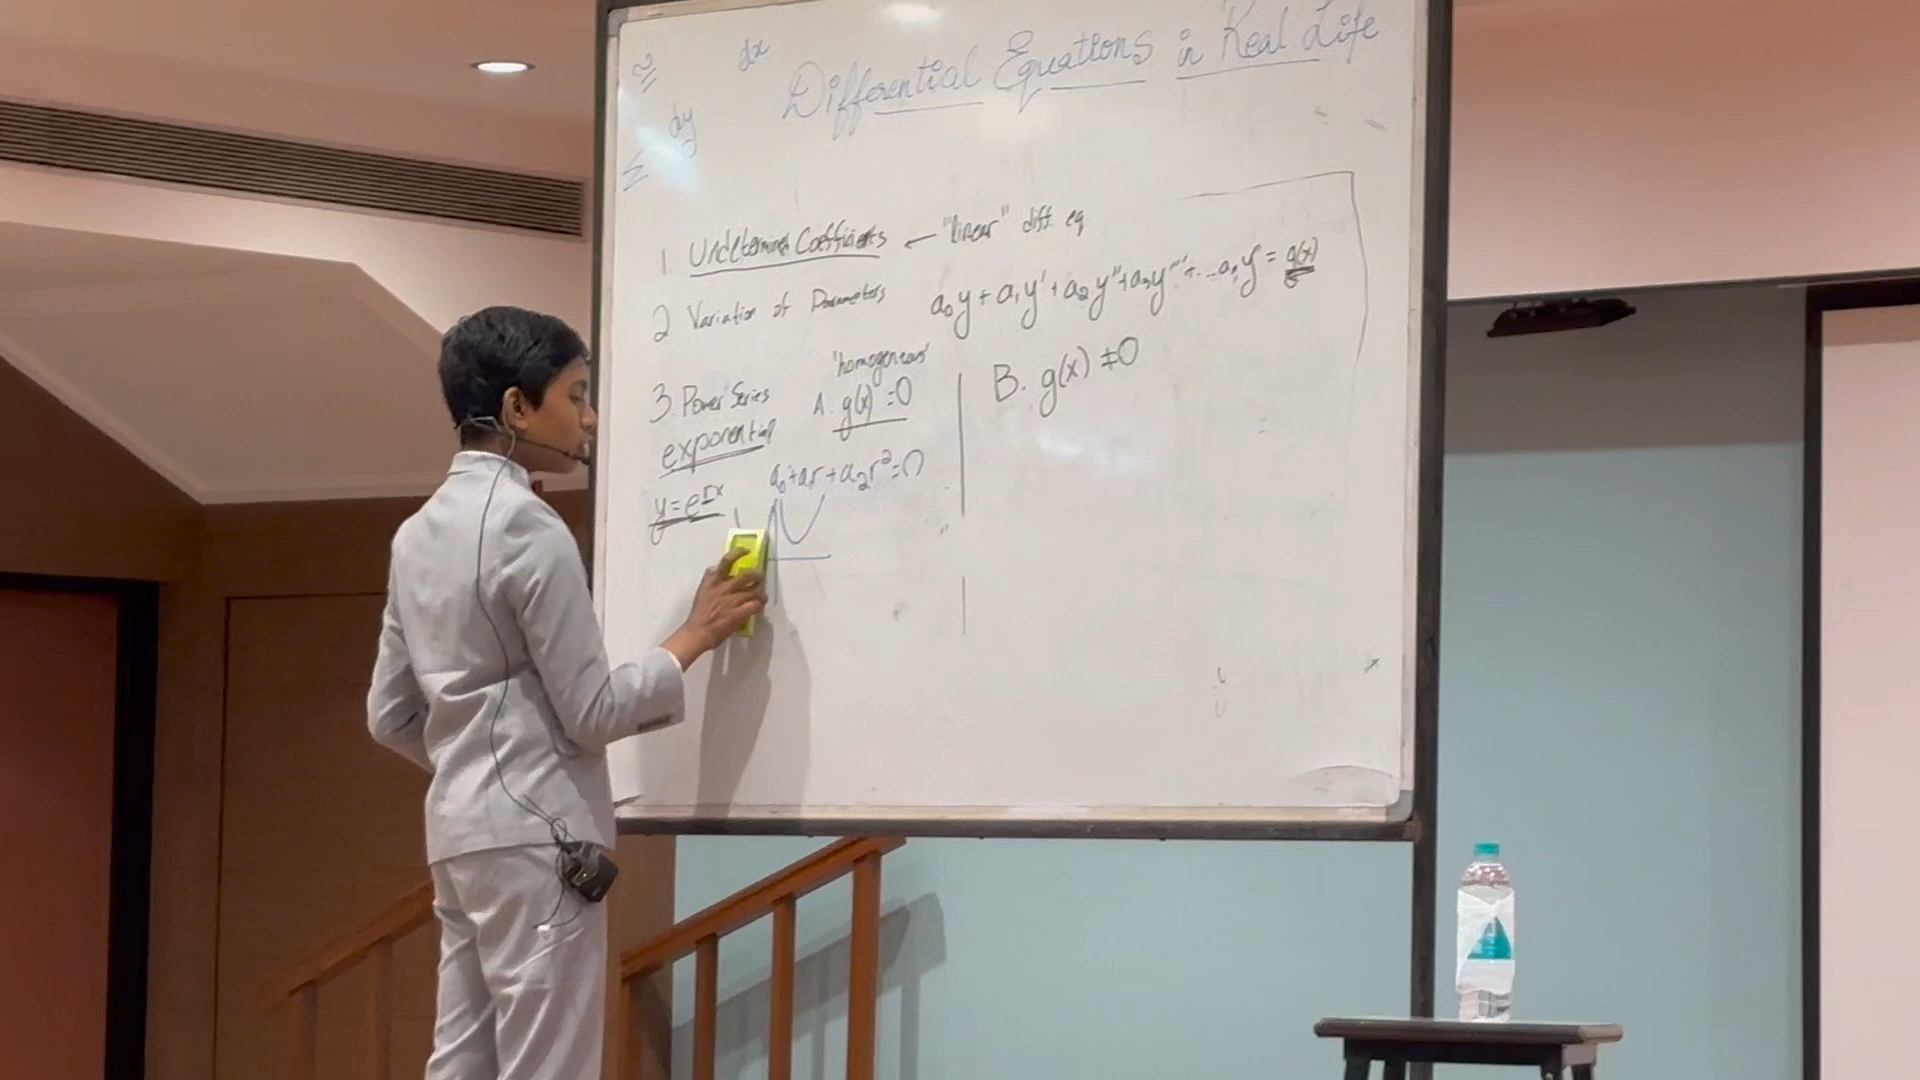 dx
dy
Differential Equations in Real Life
1. Undetermined Coefficients ← "linear" diff. eq.
2 Variation of Parameters
a₀y + a₁y' + a₂y'' + a₃y''' + ... aₙy = g(x)
3. Power Series
'homogeneous'
A. g(x) = 0
B. g(x) ≠ 0
exponential
a₀ + a₁r + a₂r² = 0
y = e^rx